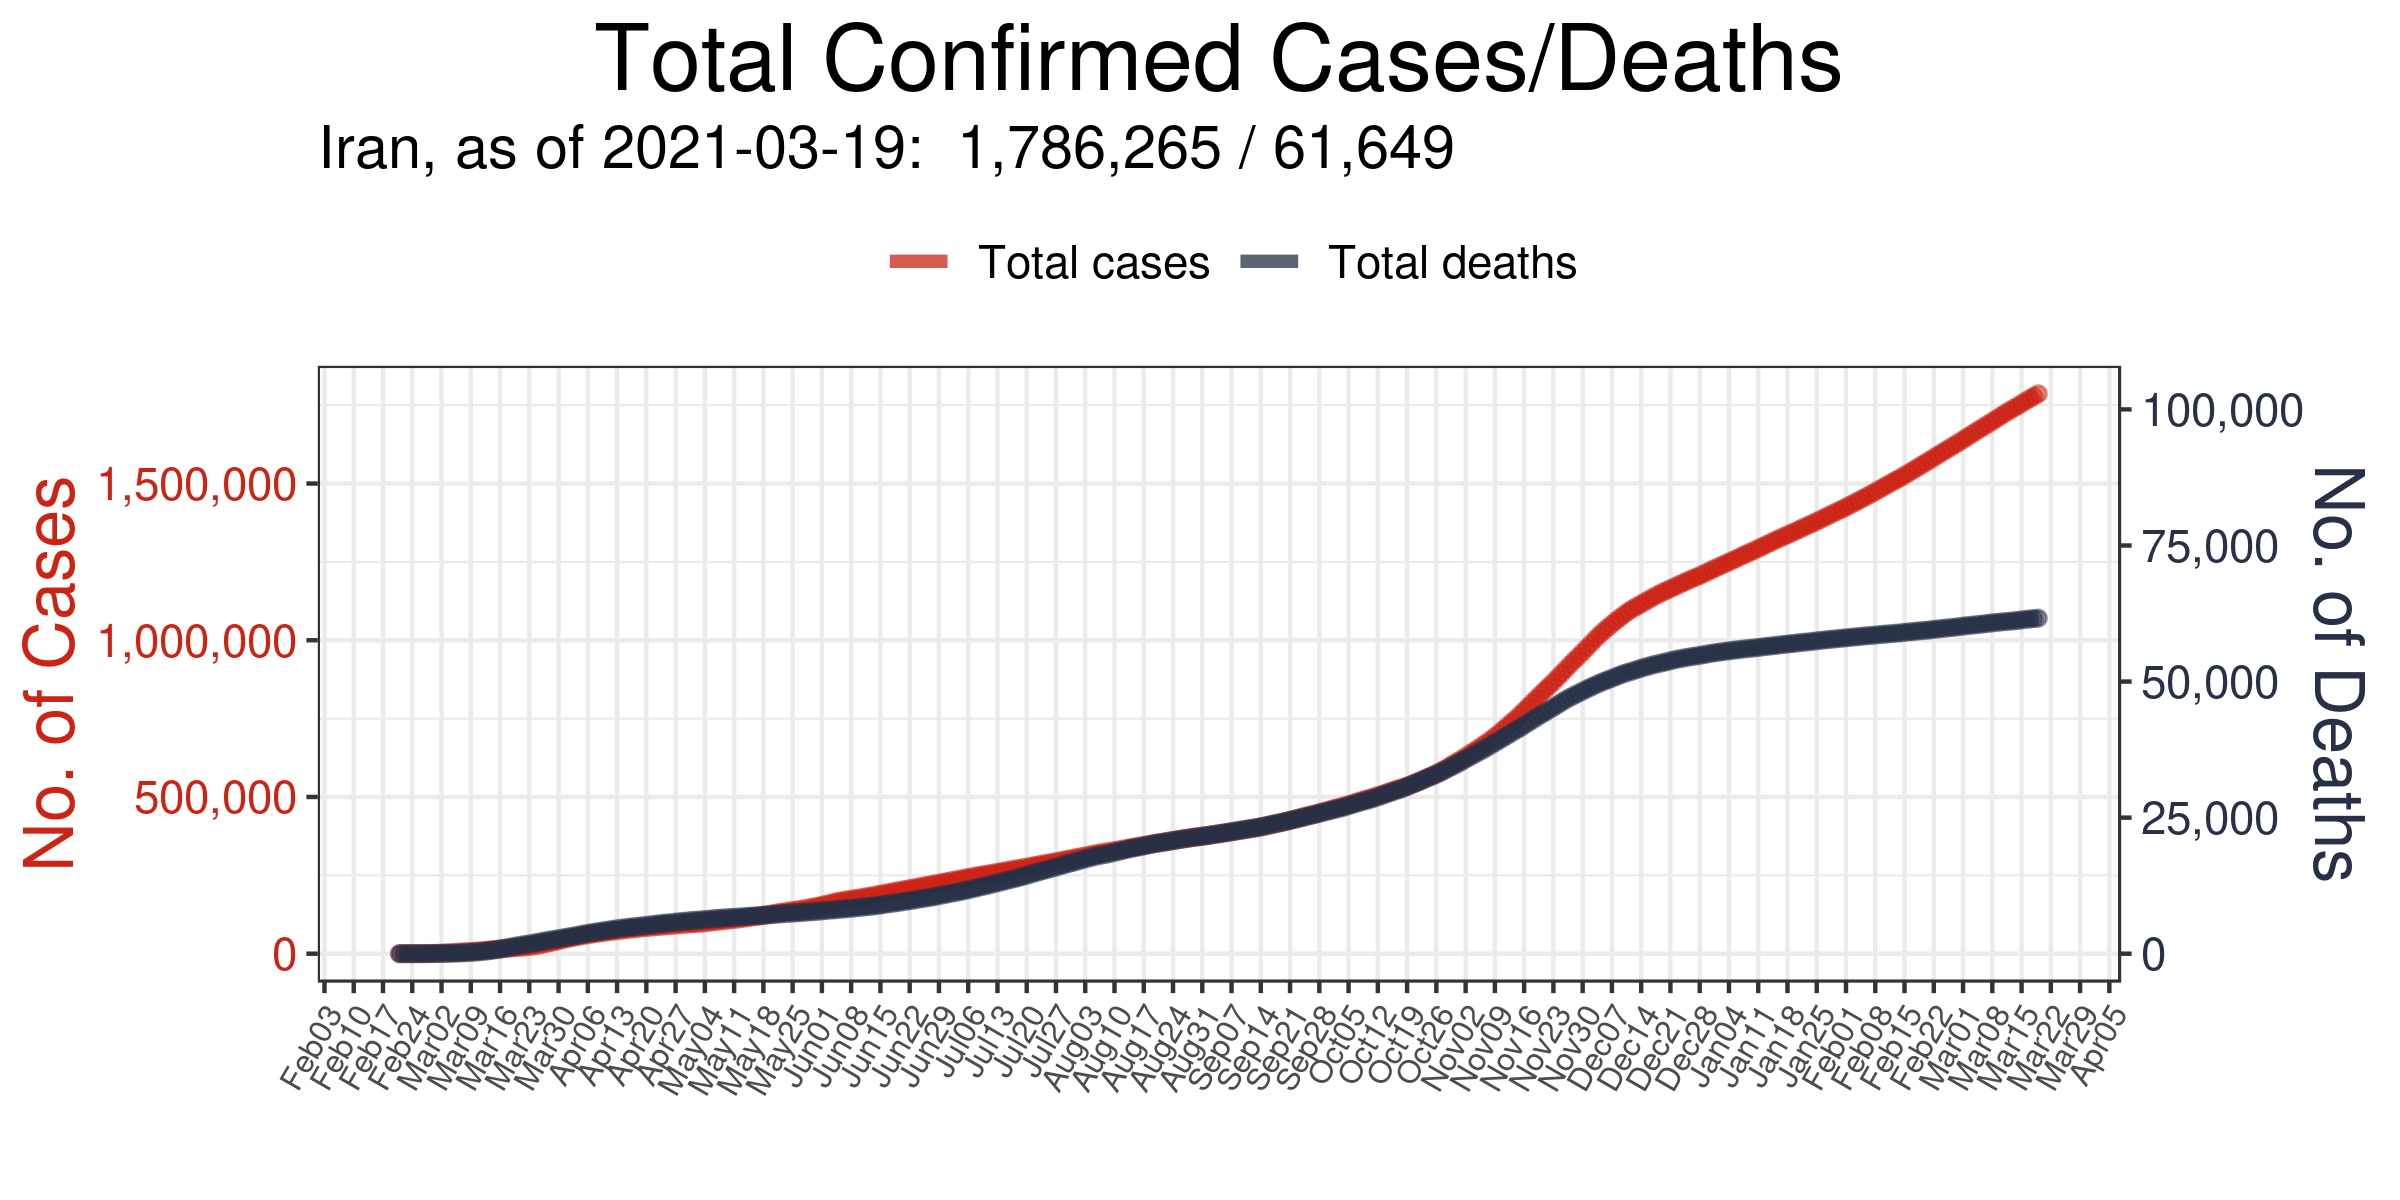 Total Confirmed Cases/Deaths
Iran, as of 2021-03-19:  1,786,265 / 61,649
Total cases
Total deaths
No. of Cases
1,500,000
1,000,000
500,000
0
100,000
75,000
50,000
25,000
0
No. of Deaths
Feb03
Feb10
Feb17
Feb24
Mar02
Mar09
Mar16
Mar23
Mar30
Apr06
Apr13
Apr20
Apr27
May04
May11
May18
May25
Jun01
Jun08
Jun15
Jun22
Jun29
Jul06
Jul13
Jul20
Jul27
Aug03
Aug10
Aug17
Aug24
Aug31
Sep07
Sep14
Sep21
Sep28
Oct05
Oct12
Oct19
Oct26
Nov02
Nov09
Nov16
Nov23
Nov30
Dec07
Dec14
Dec21
Dec28
Jan04
Jan11
Jan18
Jan25
Feb01
Feb08
Feb15
Feb22
Mar01
Mar08
Mar15
Mar22
Mar29
Apr05